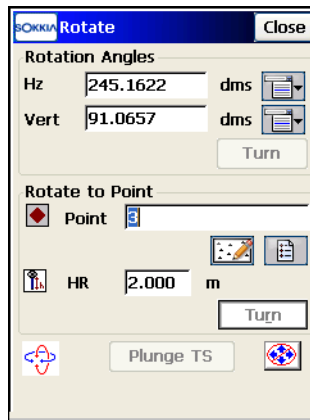 SOKKIA Rotate Close
Rotation Angles
Hz 245.1622 dms
Vert 91.0657 dms
Turn
Rotate to Point
Point 3
HR 2.000 m
Turn
Plunge TS